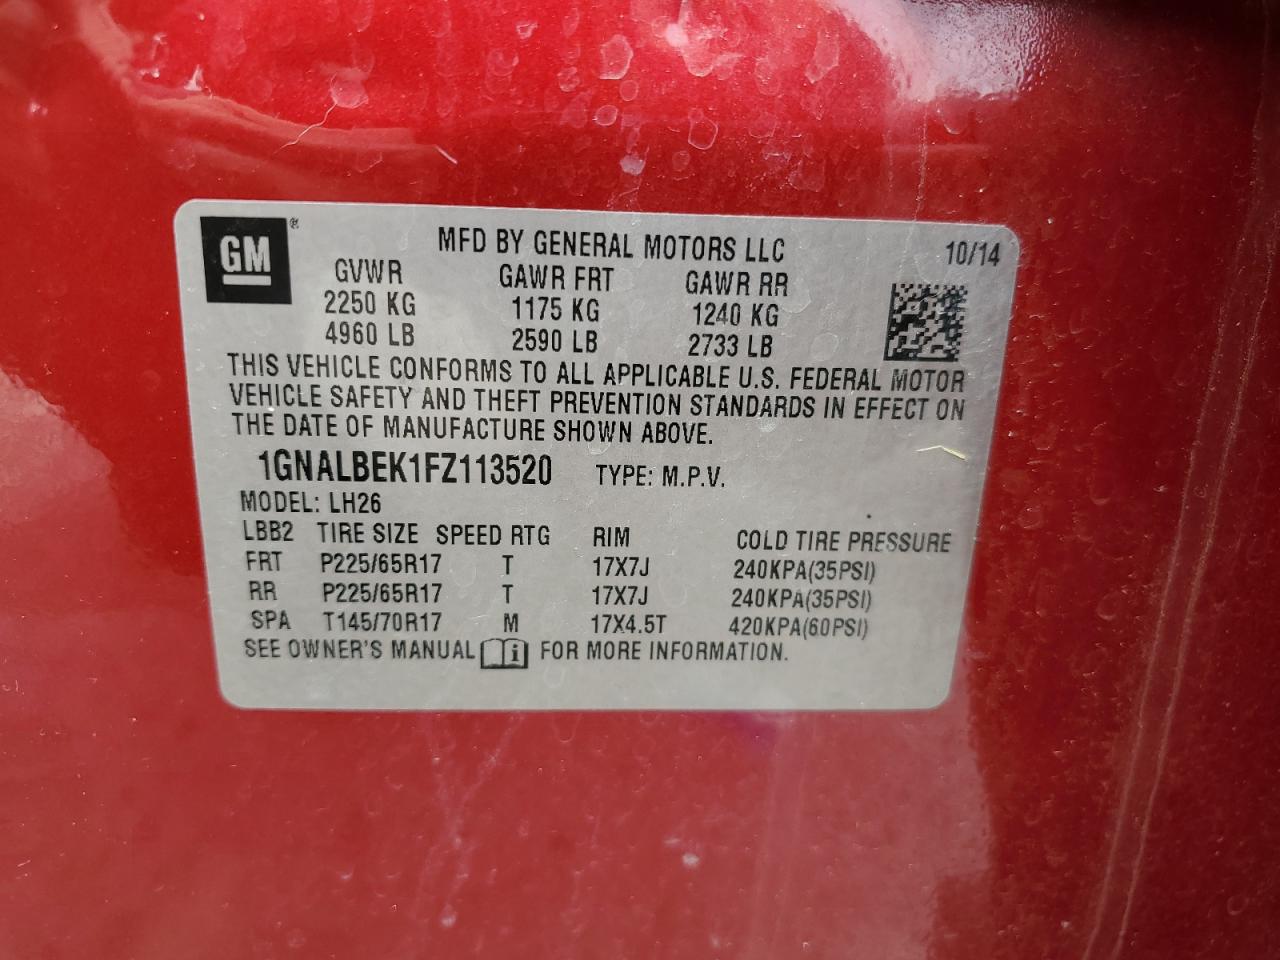 GM® MFD BY GENERAL MOTORS LLC 10/14
GVWR GAWR FRT GAWR RR
2250 KG 1175 KG 1240 KG
4960 LB 2590 LB 2733 LB
THIS VEHICLE CONFORMS TO ALL APPLICABLE U.S. FEDERAL MOTOR
VEHICLE SAFETY AND THEFT PREVENTION STANDARDS IN EFFECT ON
THE DATE OF MANUFACTURE SHOWN ABOVE.
1GNALBEK1FZ113520 TYPE: M.P.V.
MODEL: LH26
LBB2 TIRE SIZE SPEED RTG RIM COLD TIRE PRESSURE
FRT P225/65R17 T 17X7J 240KPA(35PSI)
RR P225/65R17 T 17X7J 240KPA(35PSI)
SPA T145/70R17 M 17X4.5T 420KPA(60PSI)
SEE OWNER'S MANUAL i FOR MORE INFORMATION.